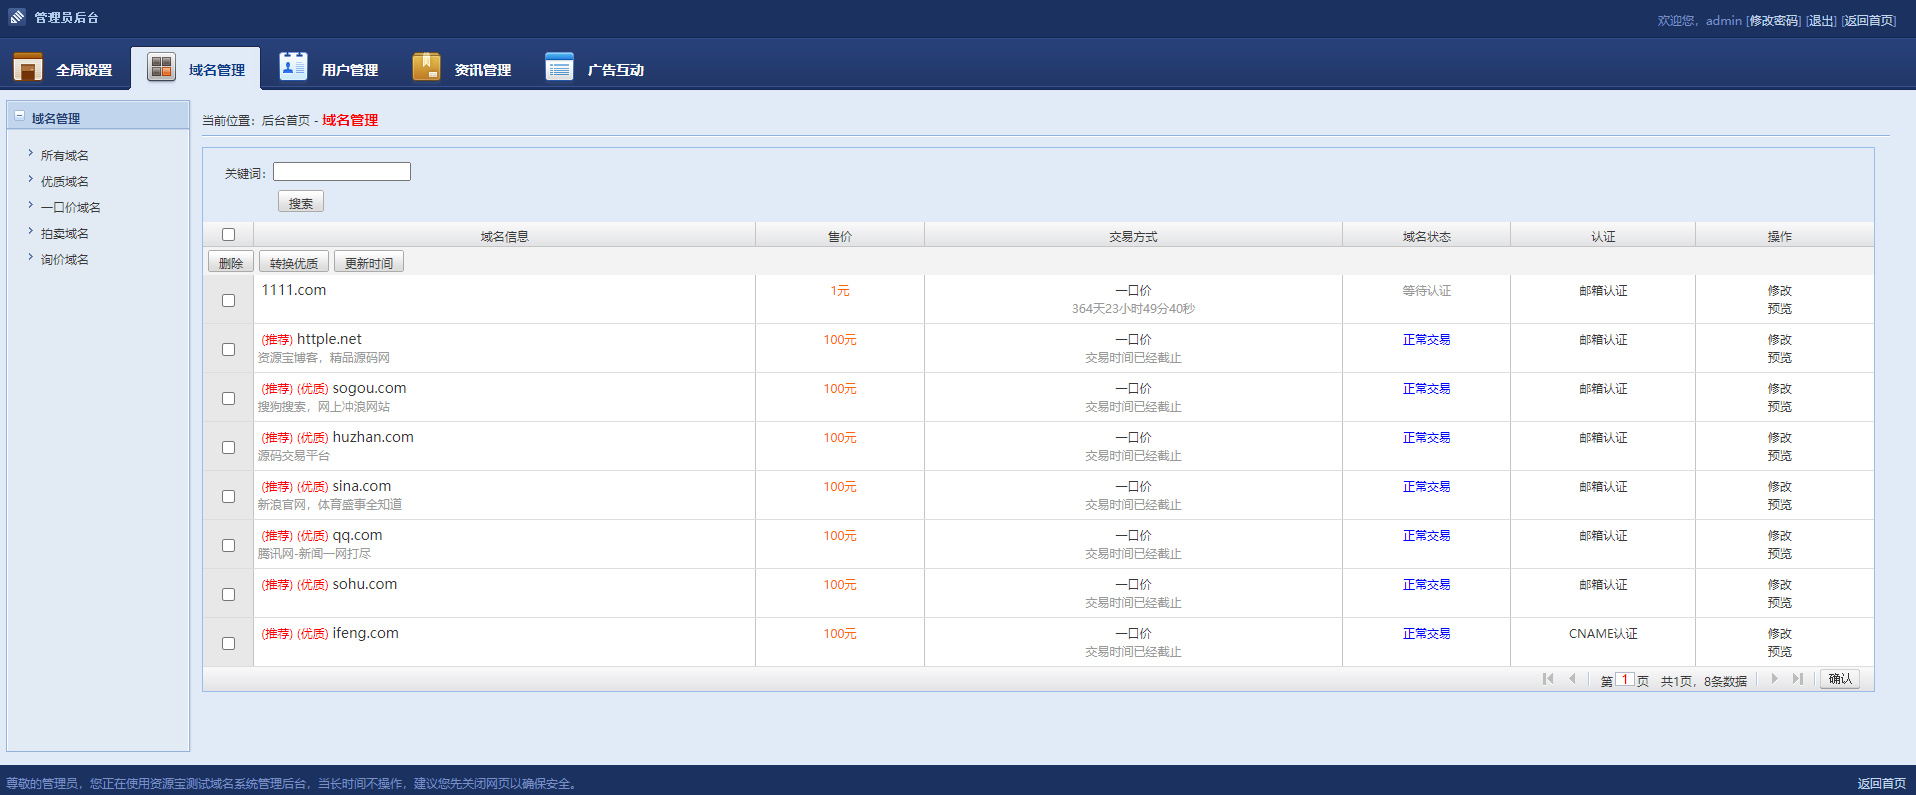 管理员后台
欢迎您，admin [修改密码] [退出] [返回首页]
全局设置 域名管理 用户管理 资讯管理 广告互动
域名管理
所有域名
优质域名
一口价域名
拍卖域名
询价域名
当前位置：后台首页 - 域名管理
关键词：
搜索
域名信息 售价 交易方式 域名状态 认证 操作
删除 转换优质 更新时间
1111.com 1元 一口价 等待认证 邮箱认证 修改
364天23小时49分40秒 预览
(推荐) httple.net 100元 一口价 正常交易 邮箱认证 修改
资源宝博客，精品源码网 交易时间已经截止 预览
(推荐) (优质) sogou.com 100元 一口价 正常交易 邮箱认证 修改
搜狗搜索，网上冲浪网站 交易时间已经截止 预览
(推荐) (优质) huzhan.com 100元 一口价 正常交易 邮箱认证 修改
源码交易平台 交易时间已经截止 预览
(推荐) (优质) sina.com 100元 一口价 正常交易 邮箱认证 修改
新浪官网，体育盛事全知道 交易时间已经截止 预览
(推荐) (优质) qq.com 100元 一口价 正常交易 邮箱认证 修改
腾讯网-新闻一网打尽 交易时间已经截止 预览
(推荐) (优质) sohu.com 100元 一口价 正常交易 邮箱认证 修改
交易时间已经截止 预览
(推荐) (优质) ifeng.com 100元 一口价 正常交易 CNAME认证 修改
交易时间已经截止 预览
第 1 页 共1页，8条数据 确认
尊敬的管理员，您正在使用资源宝测试域名系统管理后台，当长时间不操作，建议您先关闭网页以确保安全。
返回首页